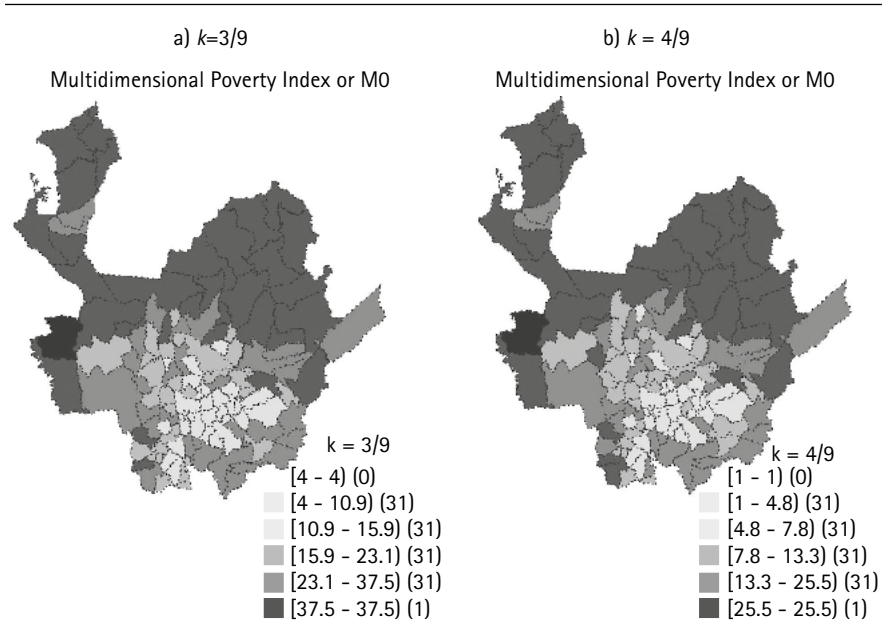 a) k=3/9
Multidimensional Poverty Index or M0
k = 3/9
[4 - 4) (0)
[4 - 10.9) (31)
[10.9 - 15.9) (31)
[15.9 - 23.1) (31)
[23.1 - 37.5) (31)
[37.5 - 37.5) (1)
b) k = 4/9
Multidimensional Poverty Index or M0
k = 4/9
[1 - 1) (0)
[1 - 4.8) (31)
[4.8 - 7.8) (31)
[7.8 - 13.3) (31)
[13.3 - 25.5) (31)
[25.5 - 25.5) (1)